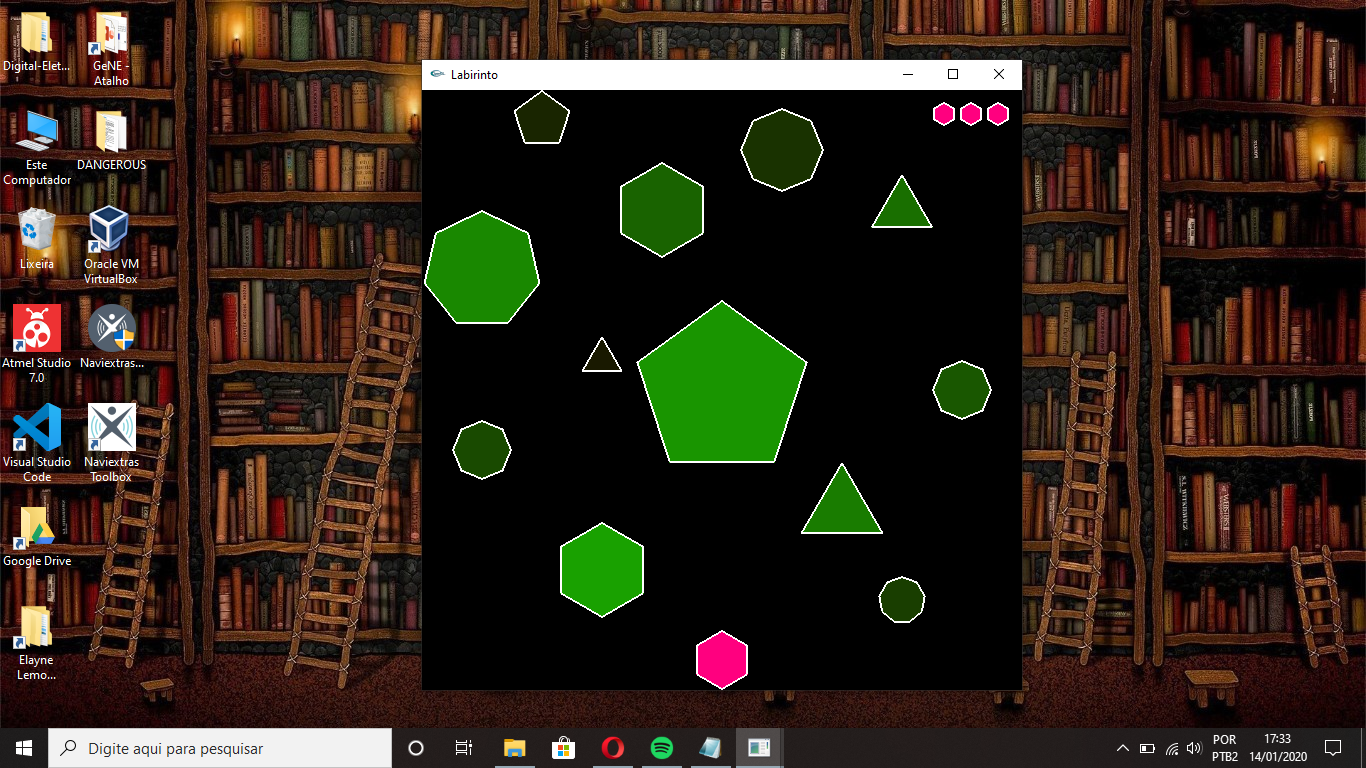 Digital-Elet...
GeNE -
Atalho
Este
Computador
DANGEROUS
Lixeira
Oracle VM
VirtualBox
Atmel Studio
7.0
Naviextras...
Visual Studio
Code
Naviextras
Toolbox
Google Drive
Elayne
Lemo...
Labirinto
Digite aqui para pesquisar
POR
PTB2
17:33
14/01/2020